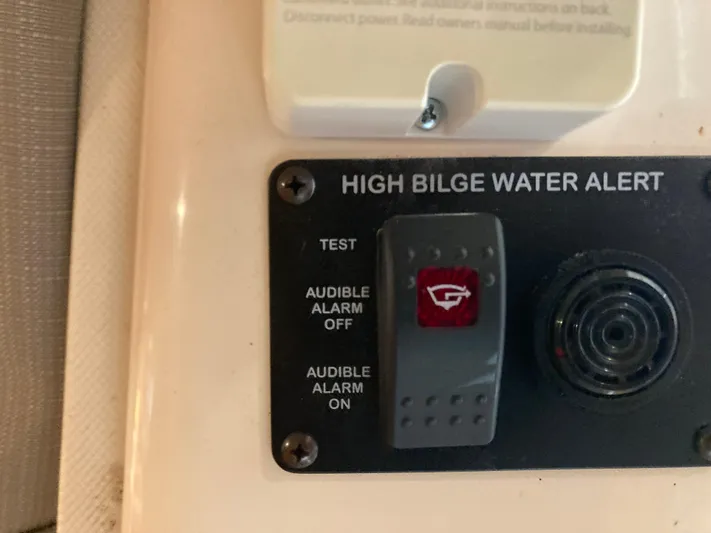 additional instructions on back.
Disconnect power. Read owners manual before installing
HIGH BILGE WATER ALERT
TEST
AUDIBLE
ALARM
OFF
AUDIBLE
ALARM
ON